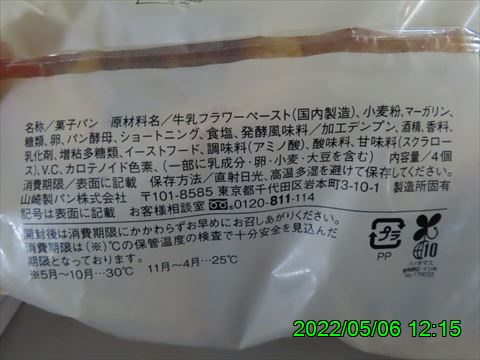 名称／菓子パン 原材料名／牛乳フラワーペースト(国内製造)、小麦粉、マーガリン、
糖類、卵、パン酵母、ショートニング、食塩、発酵風味料／加工デンプン、酒精、香料、
乳化剤、増粘多糖類、イーストフード、調味料(アミノ酸)、酸味料、甘味料(スクラロー
ス)、V.C、カロテノイド色素、(一部に乳成分・卵・小麦・大豆を含む) 内容量／4個
消費期限／表面に記載 保存方法／直射日光、高温多湿を避けて保存してください。
山崎製パン株式会社 〒101-8585 東京都千代田区岩本町3-10-1 製造所固有
記号は表面に記載 お客様相談室 0120-811-114
開封後は消費期限にかかわらずお早めにお召しあがりください。
消費期限は(※)℃の保管温度の検査で十分安全を見込んだ
期限となっております。
※5月～10月…30℃ 11月～4月…25℃
プラ
PP
バイオマス
No.170033
2022/05/06 12:15